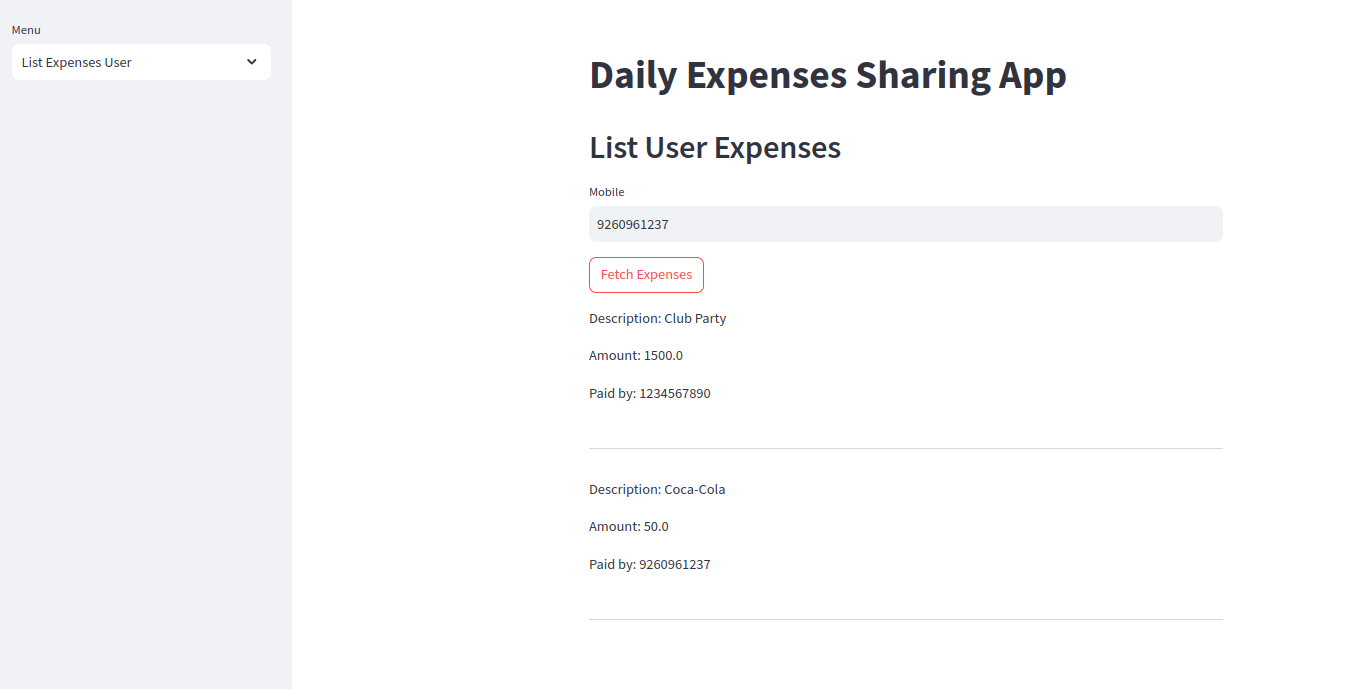 Menu
List Expenses User
Daily Expenses Sharing App
List User Expenses
Mobile
9260961237
Fetch Expenses
Description: Club Party
Amount: 1500.0
Paid by: 1234567890
Description: Coca-Cola
Amount: 50.0
Paid by: 9260961237